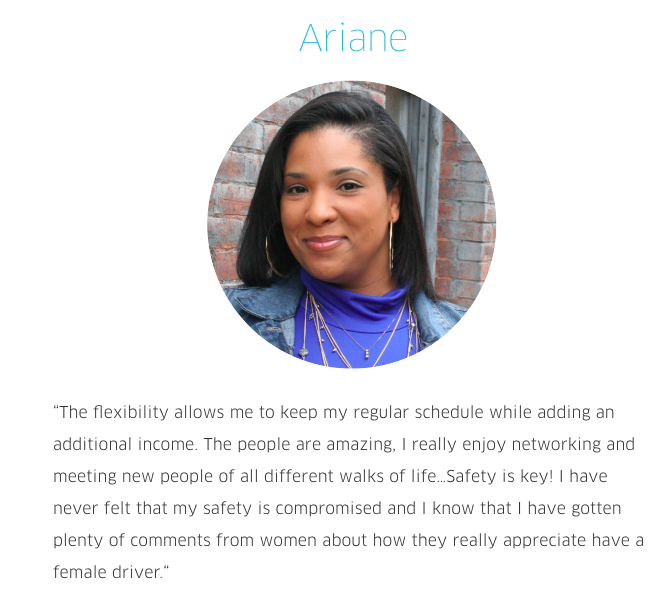 Ariane
“The flexibility allows me to keep my regular schedule while adding an
additional income. The people are amazing, I really enjoy networking and
meeting new people of all different walks of life...Safety is key! I have
never felt that my safety is compromised and I know that I have gotten
plenty of comments from women about how they really appreciate have a
female driver.“